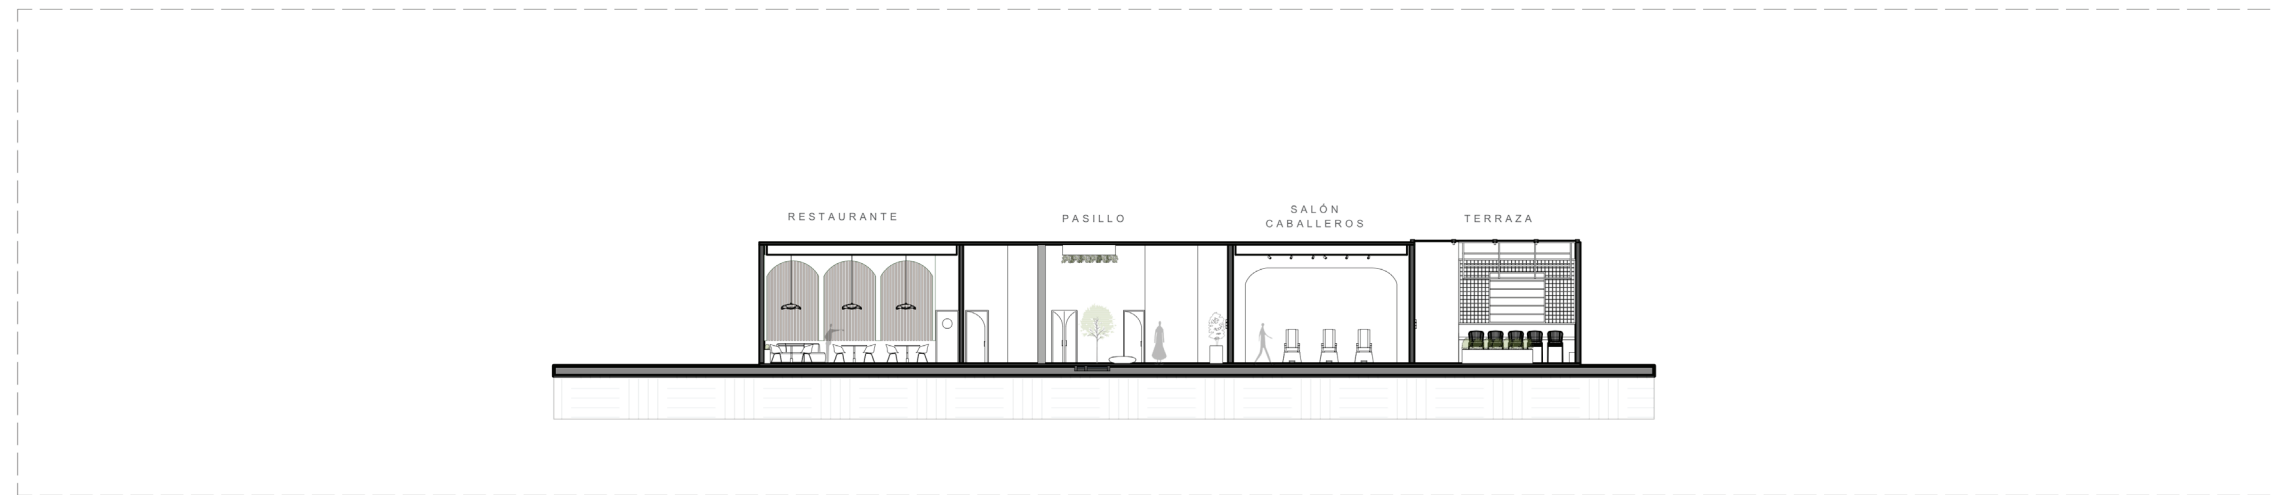 RESTAURANTE
PASILLO
SALÓN
CABALLEROS
TERRAZA